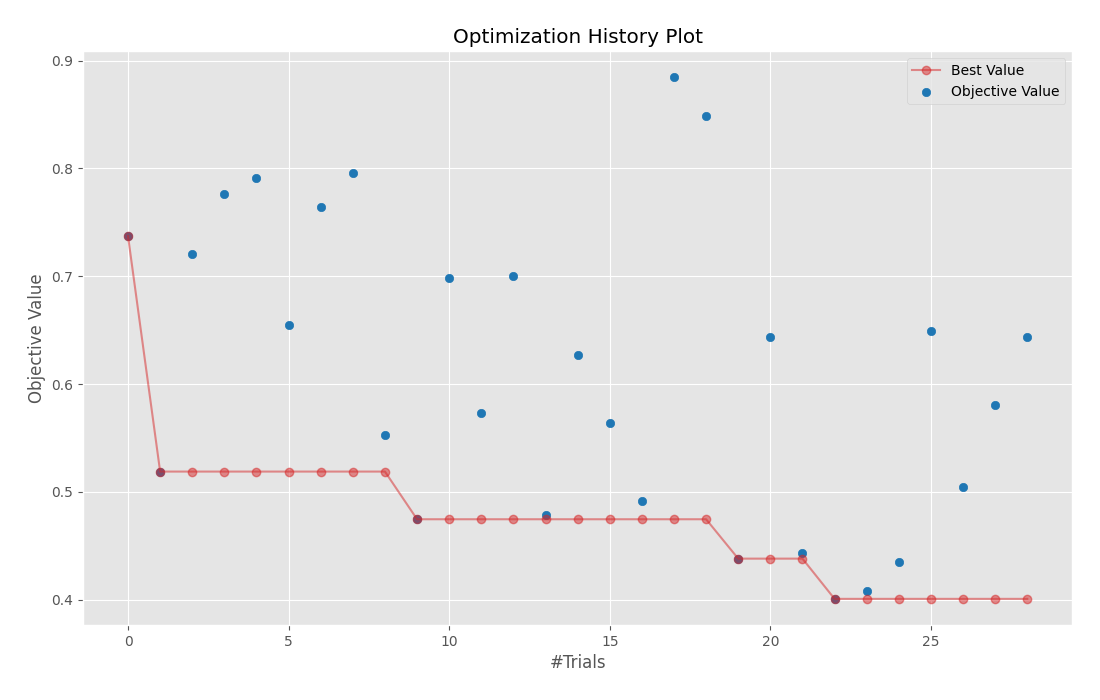 Optimization History Plot
Best Value
Objective Value
Objective Value
0.9
0.8
0.7
0.6
0.5
0.4
0 5 10 15 20 25
#Trials